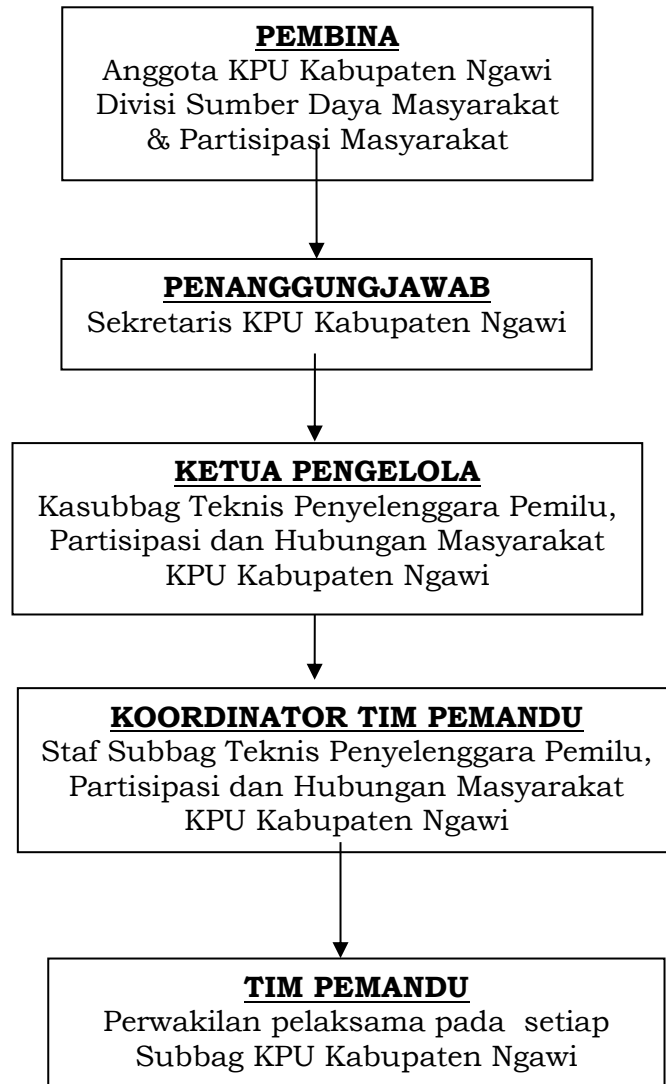 PEMBINA
Anggota KPU Kabupaten Ngawi
Divisi Sumber Daya Masyarakat
& Partisipasi Masyarakat
PENANGGUNGJAWAB
Sekretaris KPU Kabupaten Ngawi
KETUA PENGELOLA
Kasubbag Teknis Penyelenggara Pemilu,
Partisipasi dan Hubungan Masyarakat
KPU Kabupaten Ngawi
KOORDINATOR TIM PEMANDU
Staf Subbag Teknis Penyelenggara Pemilu,
Partisipasi dan Hubungan Masyarakat
KPU Kabupaten Ngawi
TIM PEMANDU
Perwakilan pelaksama pada setiap
Subbag KPU Kabupaten Ngawi